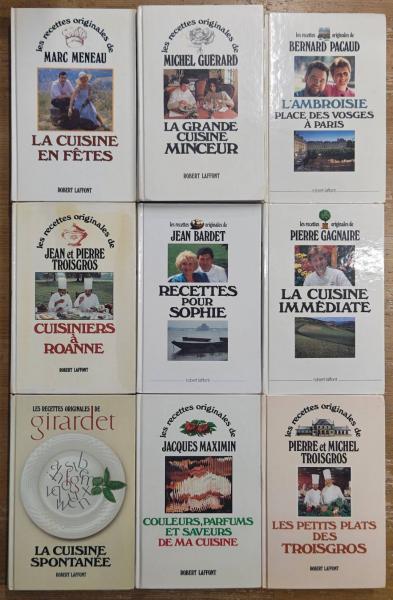 les recettes originales de
MARC MENEAU
LA CUISINE
EN FÊTES
ROBERT LAFFONT
les recettes originales de
MICHEL GUÉRARD
LA GRANDE
CUISINE
MINCEUR
ROBERT LAFFONT
les recettes originales de
BERNARD PACAUD
L'AMBROISIE
PLACE DES VOSGES
À PARIS
robert laffont
les recettes originales de
JEAN et PIERRE
TROISGROS
CUISINIERS
à
ROANNE
ROBERT LAFFONT
les recettes originales de
JEAN BARDET
RECETTES
POUR
SOPHIE
robert laffont
les recettes originales de
PIERRE GAGNAIRE
LA CUISINE
IMMÉDIATE
robert laffont
LES RECETTES ORIGINALES DE
girardet
LA CUISINE
SPONTANÉE
ROBERT LAFFONT
les recettes originales de
JACQUES MAXIMIN
COULEURS, PARFUMS
ET SAVEURS
DE MA CUISINE
ROBERT LAFFONT
les recettes originales de
PIERRE et MICHEL
TROISGROS
LES PETITS PLATS
DES
TROISGROS
ROBERT LAFFONT